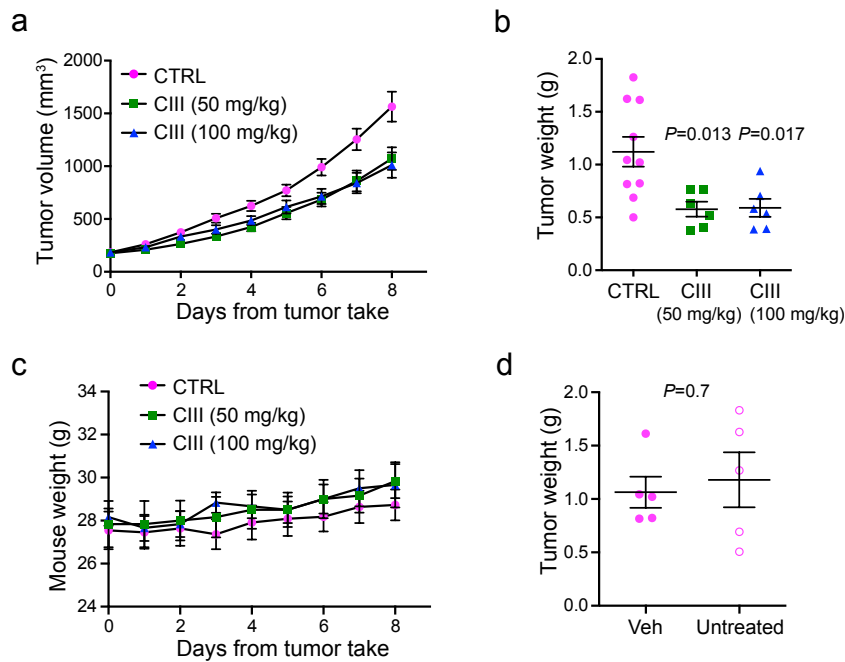 a
Tumor volume (mm³)
2000
1500
1000
500
0
CTRL
CIII (50 mg/kg)
CIII (100 mg/kg)
0 2 4 6 8
Days from tumor take
b
Tumor weight (g)
2.0
1.5
1.0
0.5
0.0
P=0.013 P=0.017
CTRL CIII CIII
(50 mg/kg) (100 mg/kg)
c
Mouse weight (g)
34
32
30
28
26
24
CTRL
CIII (50 mg/kg)
CIII (100 mg/kg)
0 2 4 6 8
Days from tumor take
d
Tumor weight (g)
2.0
1.5
1.0
0.5
0.0
P=0.7
Veh Untreated